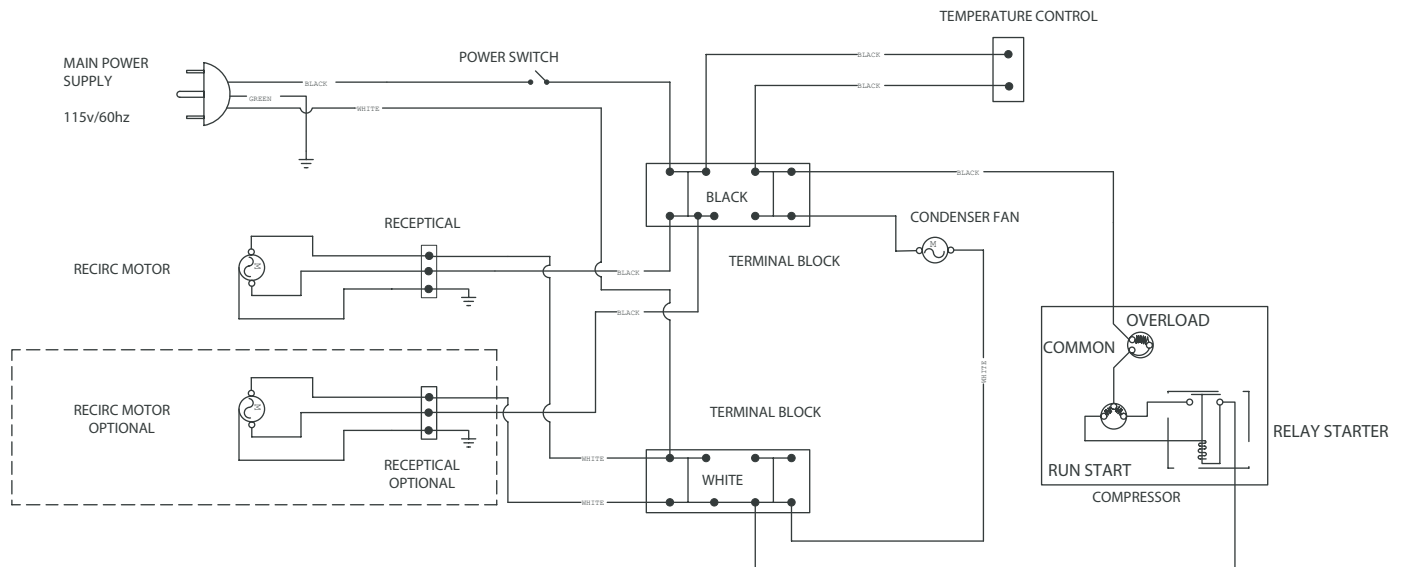 TEMPERATURE CONTROL
MAIN POWER
SUPPLY
115v/60hz
POWER SWITCH
BLACK
BLACK
BLACK
GREEN
WHITE
BLACK
BLACK
BLACK
RECEPTICAL
CONDENSER FAN
M
TERMINAL BLOCK
RECIRC MOTOR
M
BLACK
BLACK
OVERLOAD
COMMON
WHITE
RECIRC MOTOR
OPTIONAL
M
TERMINAL BLOCK
RELAY STARTER
RECEPTICAL
OPTIONAL
WHITE
WHITE
WHITE
RUN START
COMPRESSOR